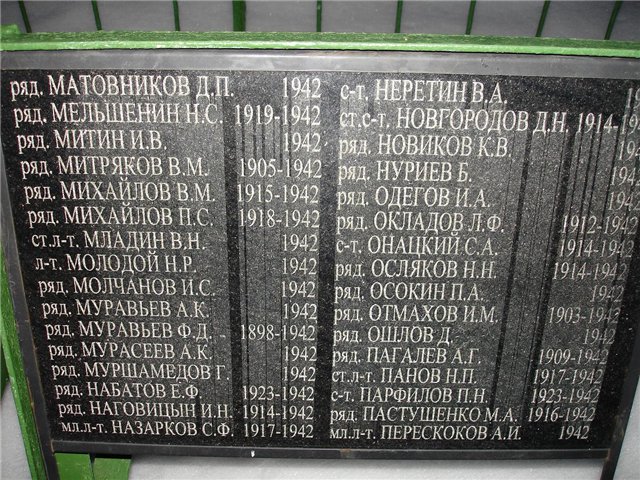 ряд. МАТОВНИКОВ Д.П. 1942
ряд. МЕЛЬШЕНИН Н.С. 1919-1942
ряд. МИТИН И.В. 1942
ряд. МИТРЯКОВ В.М. 1905-1942
ряд. МИХАЙЛОВ В.М. 1915-1942
ряд. МИХАЙЛОВ П.С. 1918-1942
ст.л-т. МЛАДИН В.Н. 1942
л-т. МОЛОДОЙ Н.Р. 1942
ряд. МОЛЧАНОВ И.С. 1942
ряд. МУРАВЬЕВ А.К. 1942
ряд. МУРАВЬЕВ Ф.Д. 1898-1942
ряд. МУРАСЕЕВ А.К. 1942
ряд. МУРШАМЕДОВ Г. 1942
ряд. НАБАТОВ Е.Ф. 1923-1942
ряд. НАГОВИЦЫН И.Н. 1914-1942
мл.л-т. НАЗАРКОВ С.Ф. 1917-1942
с-т. НЕРЕТИН В.А.
ст.с-т. НОВГОРОДОВ Д.Н. 1914-19
ряд. НОВИКОВ К.В.
ряд. НУРИЕВ Б. 194
ряд. ОДЕГОВ И.А. 1942
ряд. ОКЛАДОВ Л.Ф. 1912-1942
с-т. ОНАЦКИЙ С.А. 1914-1942
ряд. ОСЛЯКОВ Н.Н. 1914-1942
ряд. ОСОКИН П.А. 1942
ряд. ОТМАХОВ И.М. 1903-1942
ряд. ОШЛОВ Д. 1942
ряд. ПАГАЛЕВ А.Г. 1909-1942
ст.л-т. ПАНОВ Н.П. 1917-1942
с-т. ПАРФИЛОВ П.Н. 1923-1942
ряд. ПАСТУШЕНКО М.А. 1916-1942
мл.л-т. ПЕРЕСКОКОВ А.И. 1942